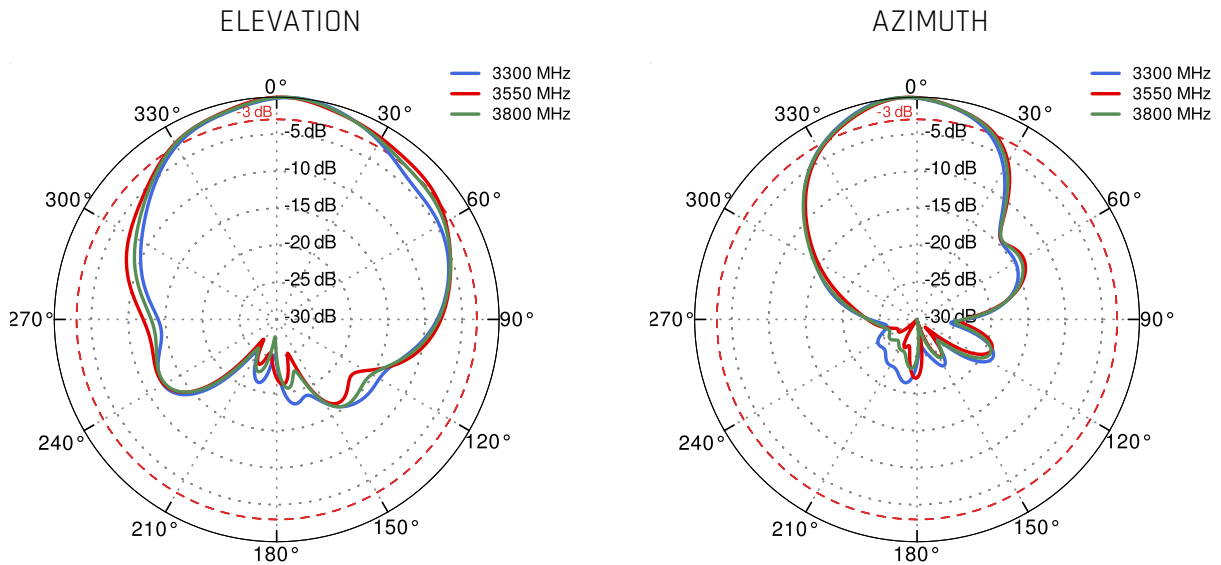 ELEVATION
3300 MHz
3550 MHz
3800 MHz
0°
-3 dB
330°
30°
-5 dB
-10 dB
300°
60°
-15 dB
-20 dB
-25 dB
-30 dB
270°
90°
240°
120°
210°
150°
180°
AZIMUTH
3300 MHz
3550 MHz
3800 MHz
0°
-3 dB
330°
30°
-5 dB
-10 dB
300°
60°
-15 dB
-20 dB
-25 dB
-30 dB
270°
90°
240°
120°
210°
150°
180°